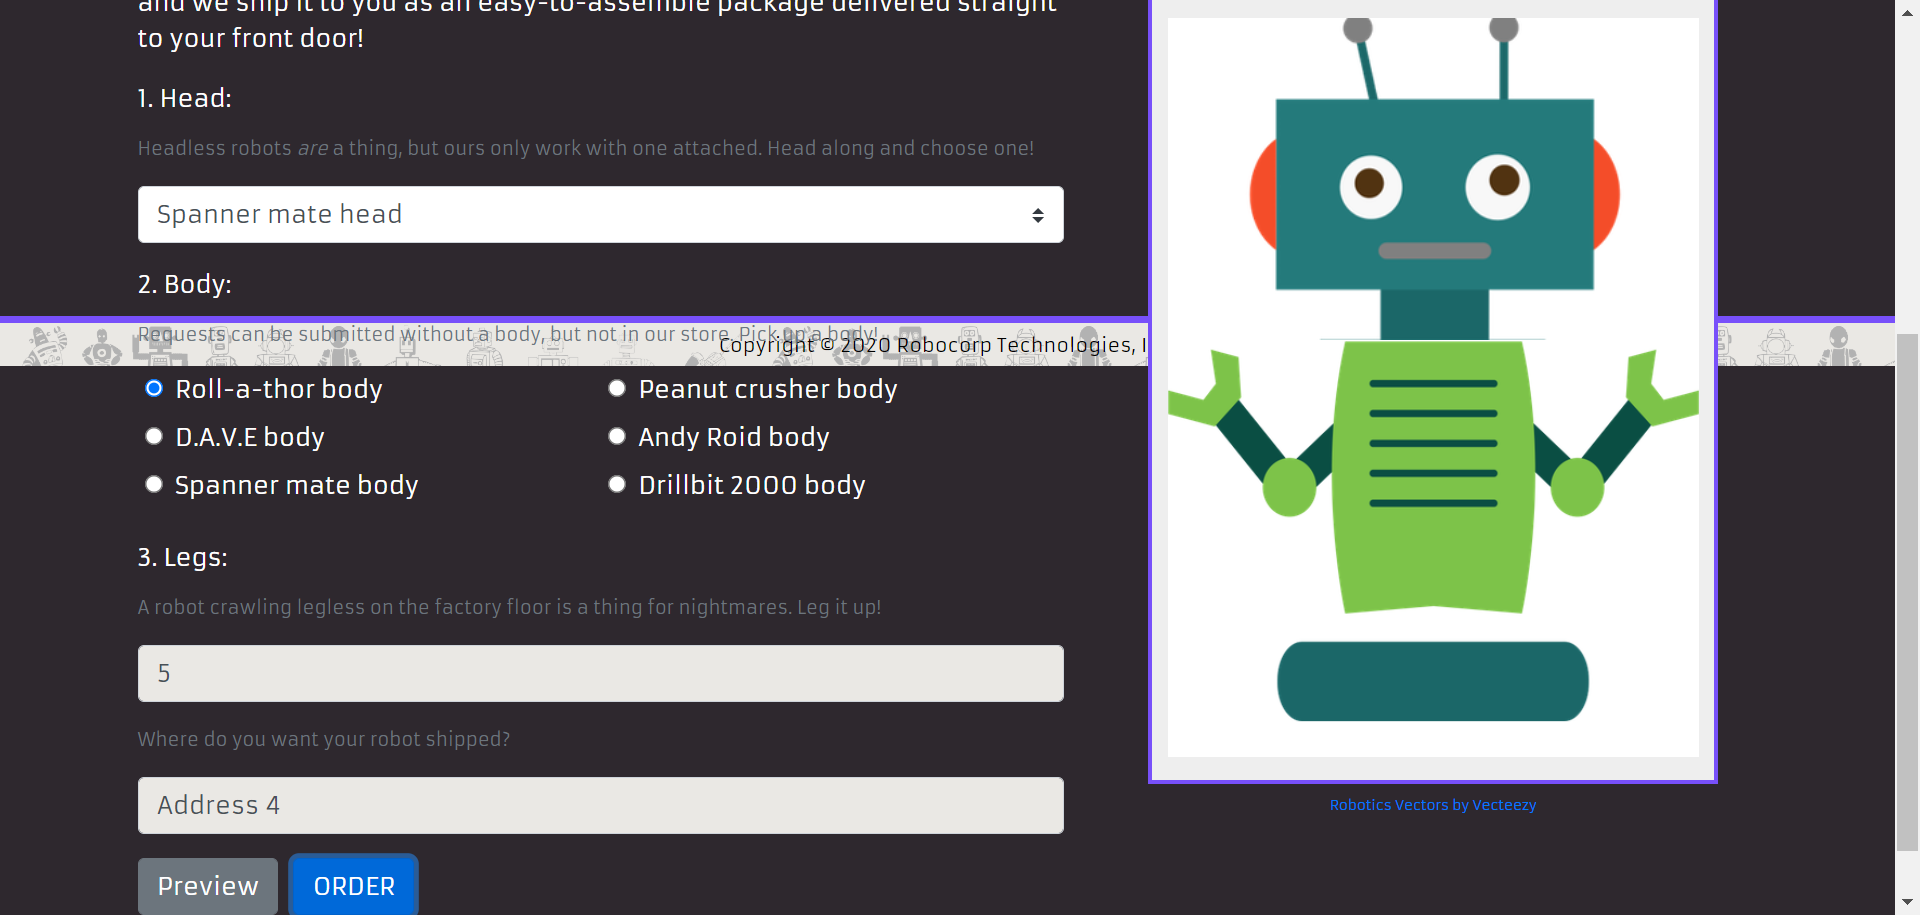 and we ship it to you as an easy-to-assemble package delivered straight
to your front door!
1. Head:
Headless robots are a thing, but ours only work with one attached. Head along and choose one!
Spanner mate head
2. Body:
Requests can be submitted without a body, but not in our store. Pick up a body!
Copyright © 2020 Robocorp Technologies, I
Roll-a-thor body
Peanut crusher body
D.A.V.E body
Andy Roid body
Spanner mate body
Drillbit 2000 body
3. Legs:
A robot crawling legless on the factory floor is a thing for nightmares. Leg it up!
5
Where do you want your robot shipped?
Address 4
Robotics Vectors by Vecteezy
Preview
ORDER